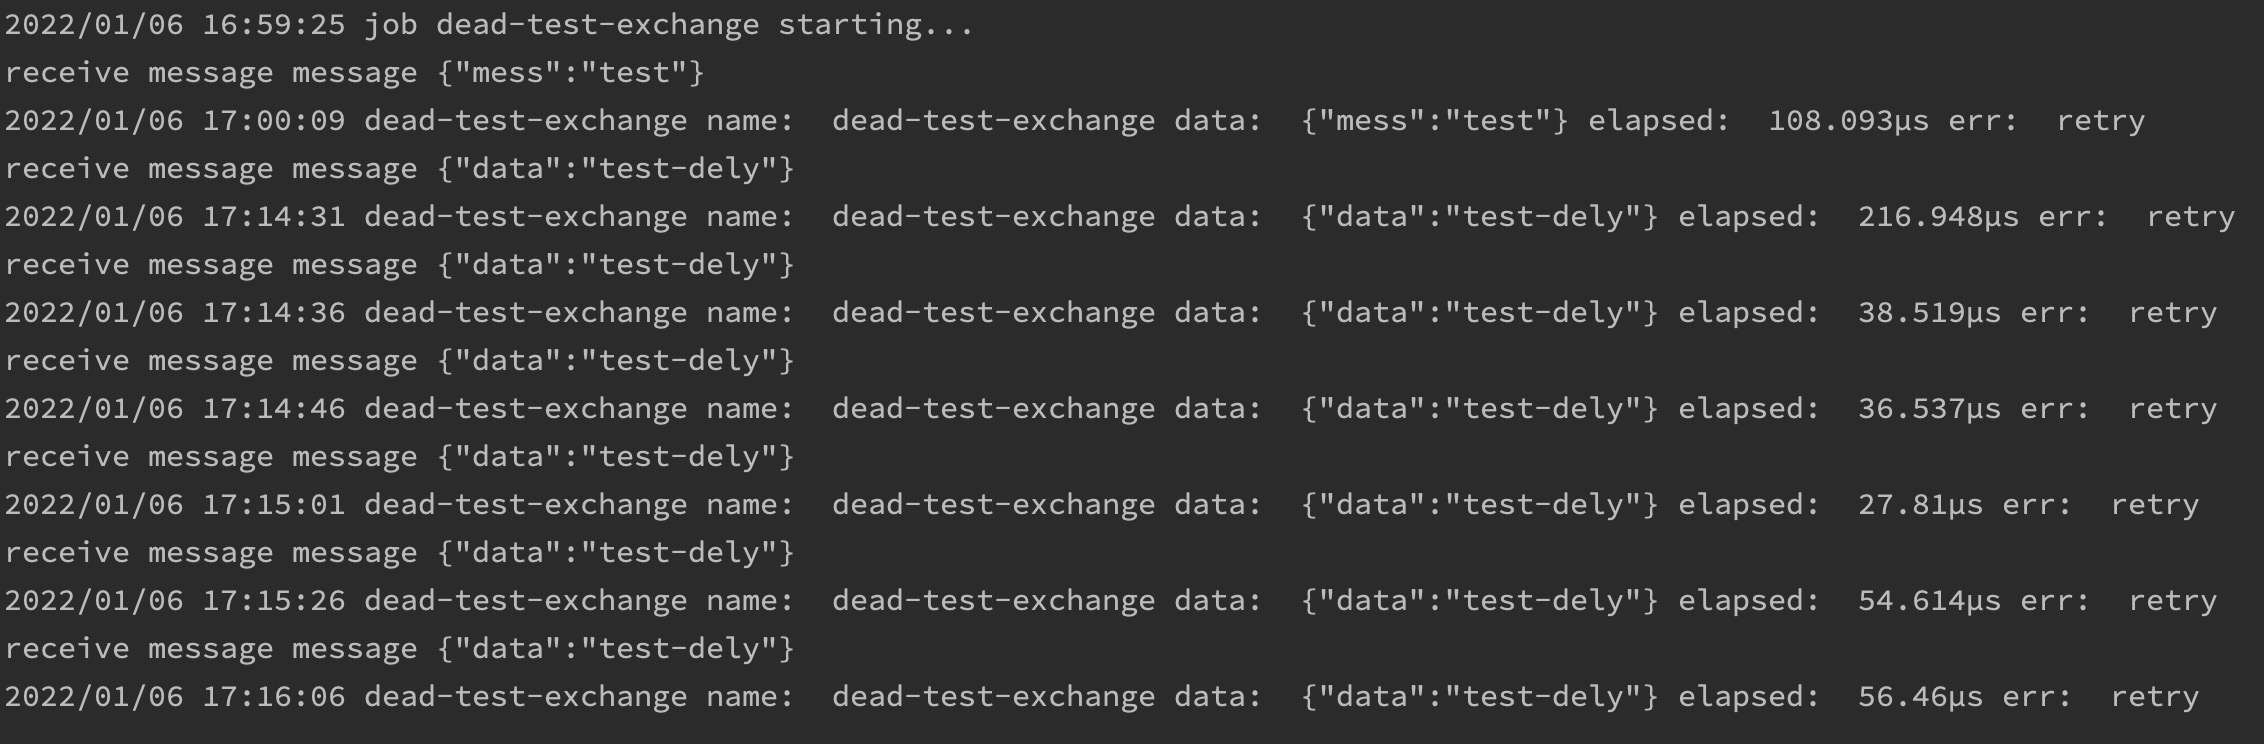 2022/01/06 16:59:25 job dead-test-exchange starting...
receive message message {"mess":"test"}
2022/01/06 17:00:09 dead-test-exchange name:  dead-test-exchange data:  {"mess":"test"} elapsed:  108.093µs err:  retry
receive message message {"data":"test-dely"}
2022/01/06 17:14:31 dead-test-exchange name:  dead-test-exchange data:  {"data":"test-dely"} elapsed:  216.948µs err:  retry
receive message message {"data":"test-dely"}
2022/01/06 17:14:36 dead-test-exchange name:  dead-test-exchange data:  {"data":"test-dely"} elapsed:  38.519µs err:  retry
receive message message {"data":"test-dely"}
2022/01/06 17:14:46 dead-test-exchange name:  dead-test-exchange data:  {"data":"test-dely"} elapsed:  36.537µs err:  retry
receive message message {"data":"test-dely"}
2022/01/06 17:15:01 dead-test-exchange name:  dead-test-exchange data:  {"data":"test-dely"} elapsed:  27.81µs err:  retry
receive message message {"data":"test-dely"}
2022/01/06 17:15:26 dead-test-exchange name:  dead-test-exchange data:  {"data":"test-dely"} elapsed:  54.614µs err:  retry
receive message message {"data":"test-dely"}
2022/01/06 17:16:06 dead-test-exchange name:  dead-test-exchange data:  {"data":"test-dely"} elapsed:  56.46µs err:  retry